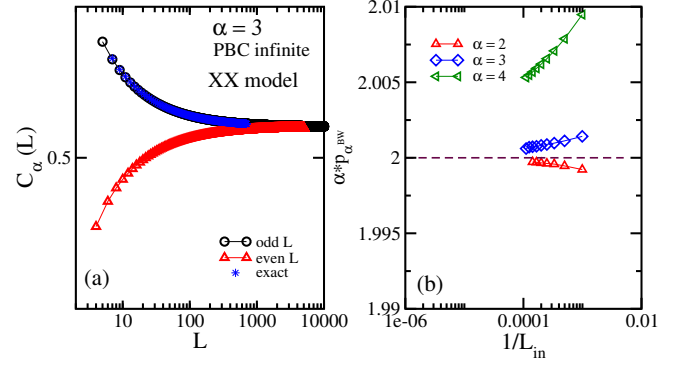 α = 3
PBC infinite
XX model
C_α (L)
0.5
odd L
even L
exact
(a)
10
100
1000
10000
L
2.01
2.005
2
1.995
1.99
α*p_α^BW
α = 2
α = 3
α = 4
(b)
1e-06
0.0001
0.01
1/L_in